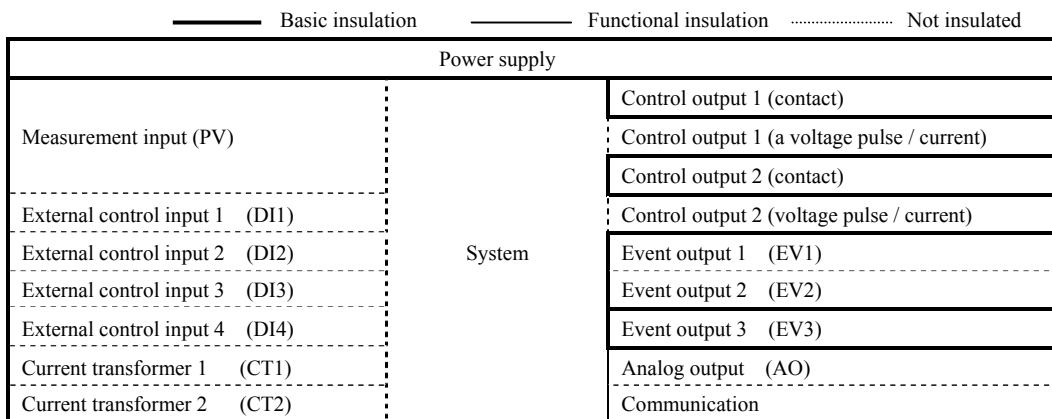 Basic insulation Functional insulation Not insulated
Power supply
Measurement input (PV)
External control input 1 (DI1)
External control input 2 (DI2)
External control input 3 (DI3)
External control input 4 (DI4)
Current transformer 1 (CT1)
Current transformer 2 (CT2)
System
Control output 1 (contact)
Control output 1 (a voltage pulse / current)
Control output 2 (contact)
Control output 2 (voltage pulse / current)
Event output 1 (EV1)
Event output 2 (EV2)
Event output 3 (EV3)
Analog output (AO)
Communication